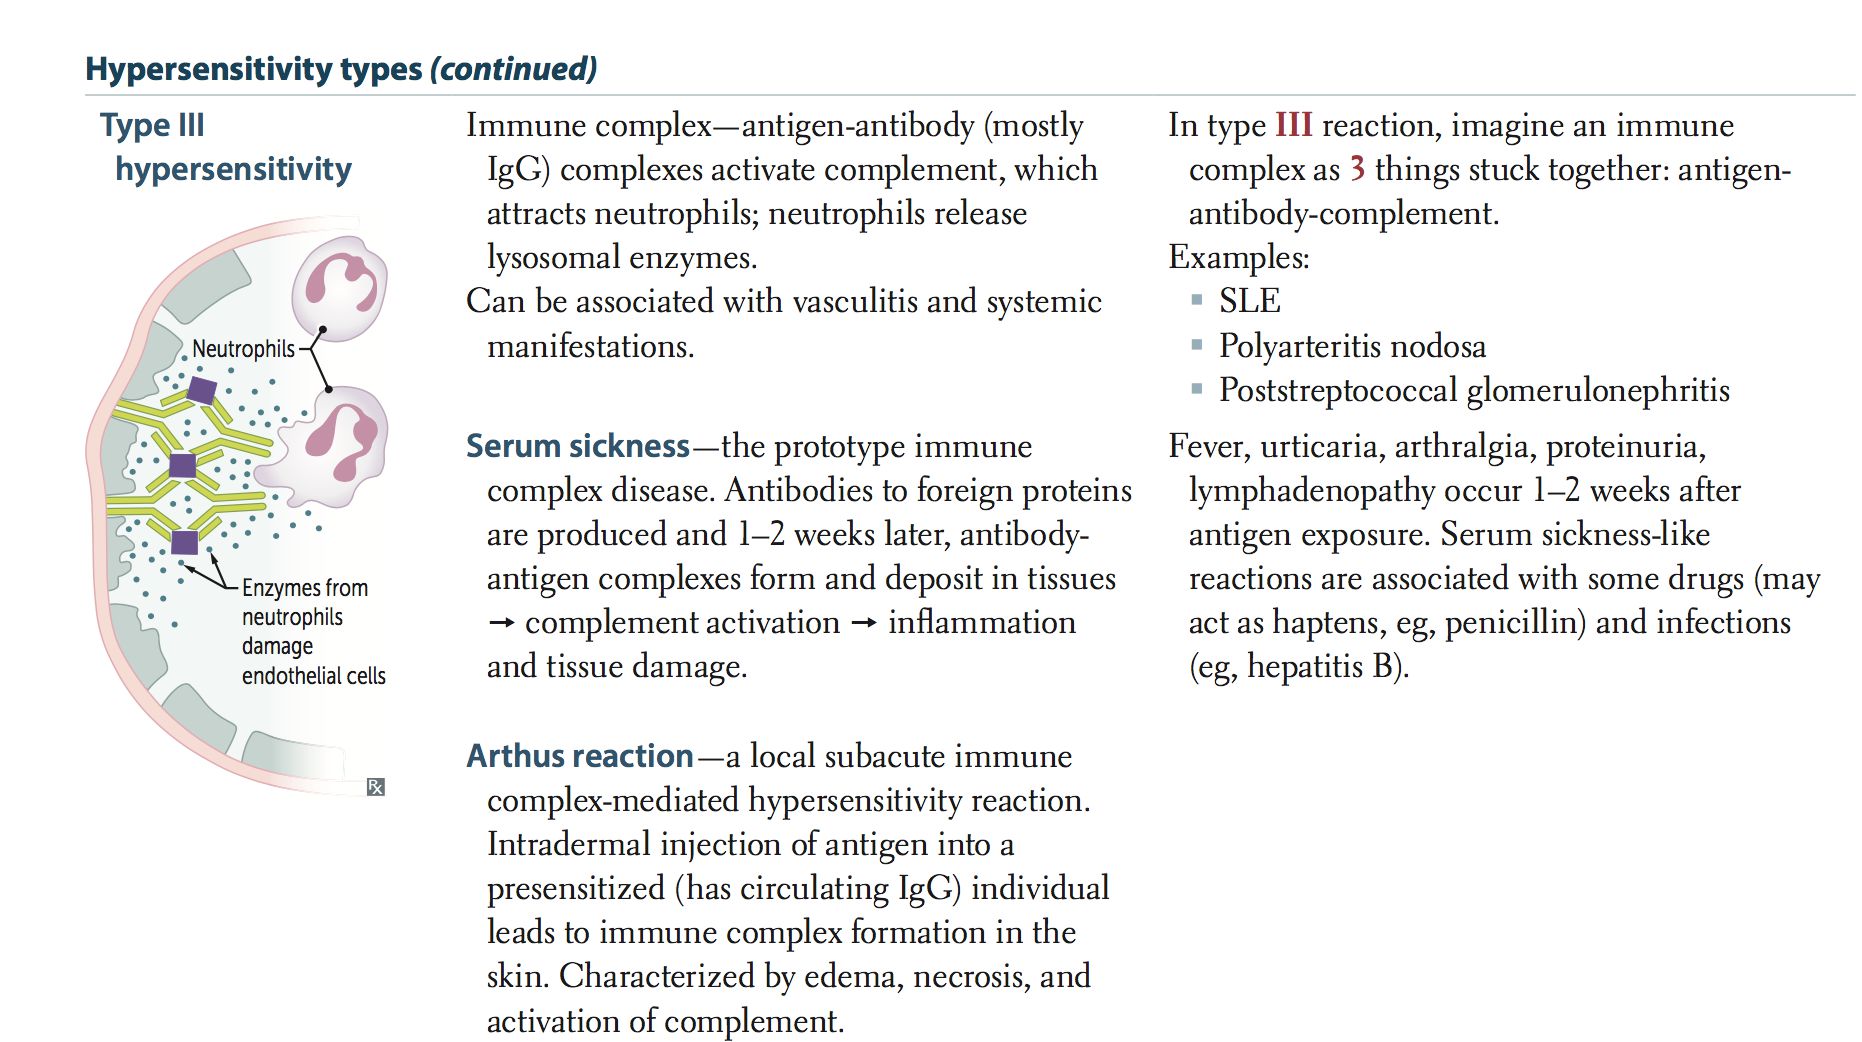 Hypersensitivity types (continued)
Type III
hypersensitivity
Neutrophils
Enzymes from
neutrophils
damage
endothelial cells
Rx
Immune complex—antigen-antibody (mostly
IgG) complexes activate complement, which
attracts neutrophils; neutrophils release
lysosomal enzymes.
Can be associated with vasculitis and systemic
manifestations.
In type III reaction, imagine an immune
complex as 3 things stuck together: antigen-
antibody-complement.
Examples:
▪ SLE
▪ Polyarteritis nodosa
▪ Poststreptococcal glomerulonephritis
Serum sickness—the prototype immune
complex disease. Antibodies to foreign proteins
are produced and 1–2 weeks later, antibody-
antigen complexes form and deposit in tissues
→ complement activation → inflammation
and tissue damage.
Fever, urticaria, arthralgia, proteinuria,
lymphadenopathy occur 1–2 weeks after
antigen exposure. Serum sickness-like
reactions are associated with some drugs (may
act as haptens, eg, penicillin) and infections
(eg, hepatitis B).
Arthus reaction—a local subacute immune
complex-mediated hypersensitivity reaction.
Intradermal injection of antigen into a
presensitized (has circulating IgG) individual
leads to immune complex formation in the
skin. Characterized by edema, necrosis, and
activation of complement.